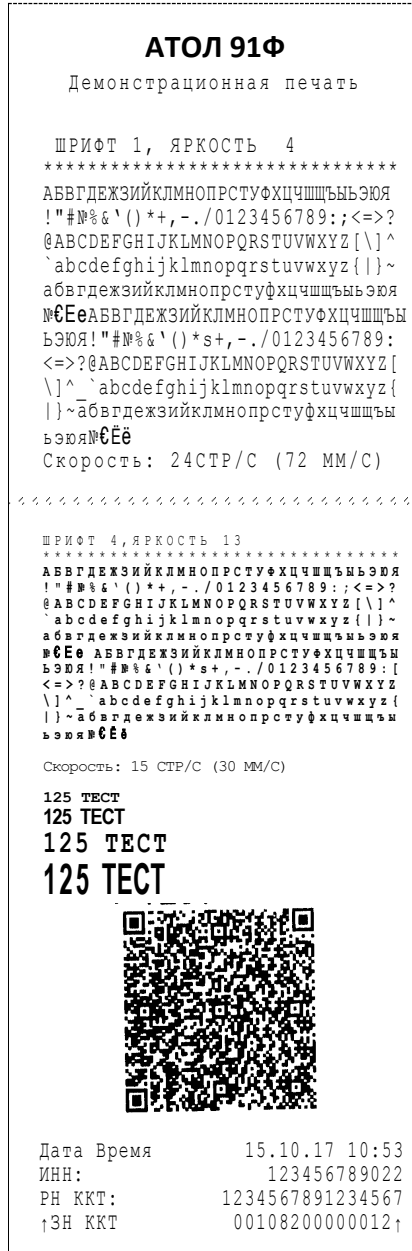 АТОЛ 91Ф
Демонстрационная печать
ШРИФТ 1, ЯРКОСТЬ 4
********************************
АБВГДЕЖЗИЙКЛМНОПРСТУФХЦЧШЩЪЫЬЭЮЯ
!"#№%&'()*+,-./0123456789:;<=>?
@ABCDEFGHIJKLMNOPQRSTUVWXYZ[\]^
`abcdefghijklmnopqrstuvwxyz{|}~
абвгдежзийклмнопрстуфхцчшщъыьэюя
№€ЕеАБВГДЕЖЗИЙКЛМНОПРСТУФХЦЧШЩЪЫ
ЬЭЮЯ!"#№%&'()*s+,-./0123456789:
<=>?@ABCDEFGHIJKLMNOPQRSTUVWXYZ[
\]^_`abcdefghijklmnopqrstuvwxyz{
|}~абвгдежзийклмнопрстуфхцчшщъы
ьэюя№€Ёё
Скорость: 24СТР/С (72 ММ/С)
ШРИФТ 4,ЯРКОСТЬ 13
********************************
АБВГДЕЖЗИЙКЛМНОПРСТУФХЦЧШЩЪЫЬЭЮЯ
!"#№%&'()*+,-./0123456789:;<=>?
@ABCDEFGHIJKLMNOPQRSTUVWXYZ[\]^
`abcdefghijklmnopqrstuvwxyz{|}~
абвгдежзийклмнопрстуфхцчшщъыьэюя
№€Ее АБВГДЕЖЗИЙКЛМНОПРСТУФХЦЧШЩЪЫ
ЬЭЮЯ!"#№%&'()*s+,-./0123456789:[
<=>?@ABCDEFGHIJKLMNOPQRSTUVWXYZ
\]^_`abcdefghijklmnopqrstuvwxyz{
|}~абвгдежзийклмнопрстуфхцчшщъы
ьэюя№€Ёё
Скорость: 15 СТР/С (30 ММ/С)
125 ТЕСТ
125 ТЕСТ
125 ТЕСТ
125 ТЕСТ
Дата Время 15.10.17 10:53
ИНН: 123456789022
РН ККТ: 1234567891234567
↑ЗН ККТ 00108200000012↑